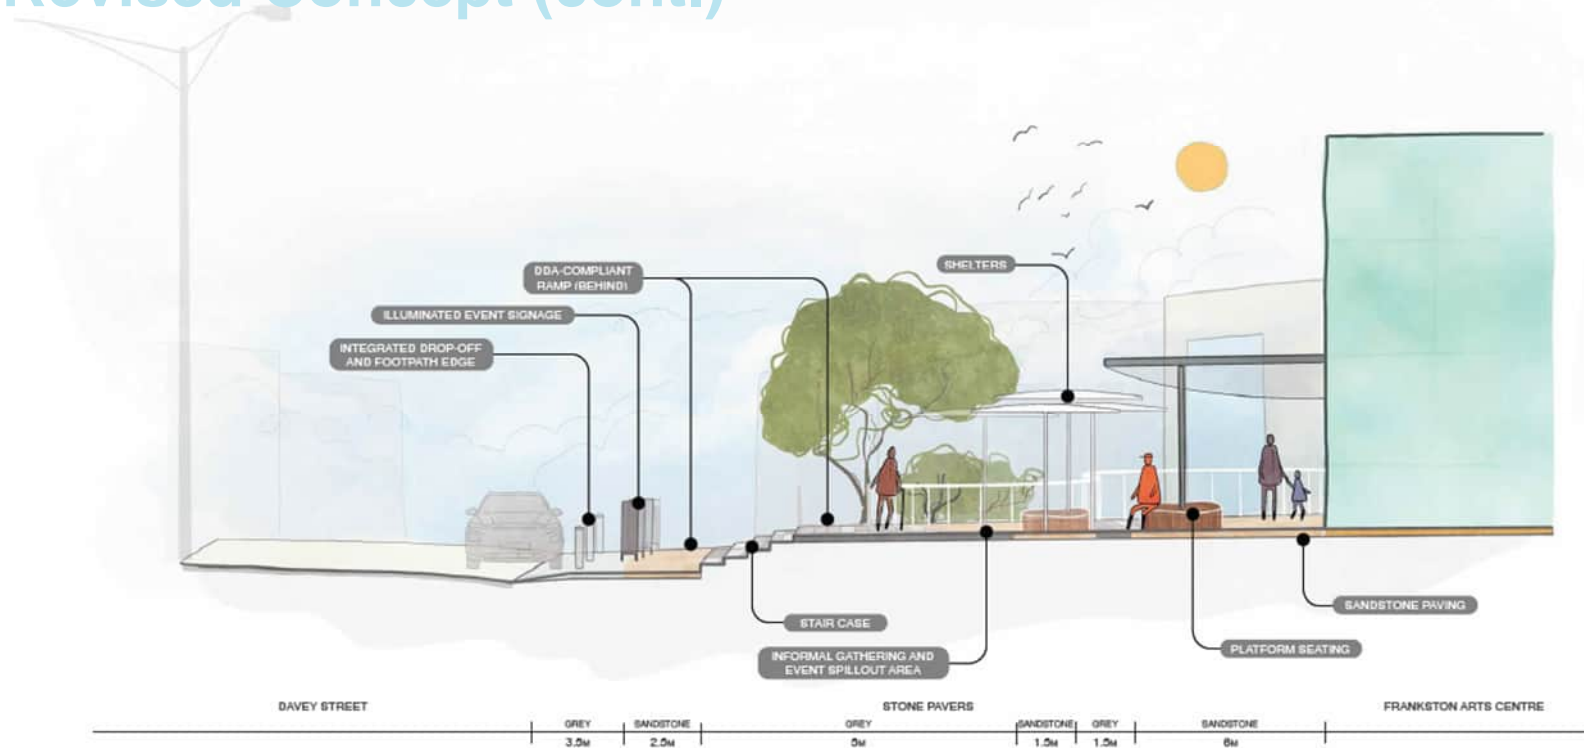 Revised Concept (cont.)
SHELTERS
DDA-COMPLIANT
RAMP (BEHIND)
ILLUMINATED EVENT SIGNAGE
INTEGRATED DROP-OFF
AND FOOTPATH EDGE
SANDSTONE PAVING
STAIR CASE
PLATFORM SEATING
INFORMAL GATHERING AND
EVENT SPILLOUT AREA
DAVEY STREET
STONE PAVERS
FRANKSTON ARTS CENTRE
GREY
SANDSTONE
GREY
SANDSTONE
GREY
SANDSTONE
3.5M
2.5M
5M
1.5M
1.5M
6M